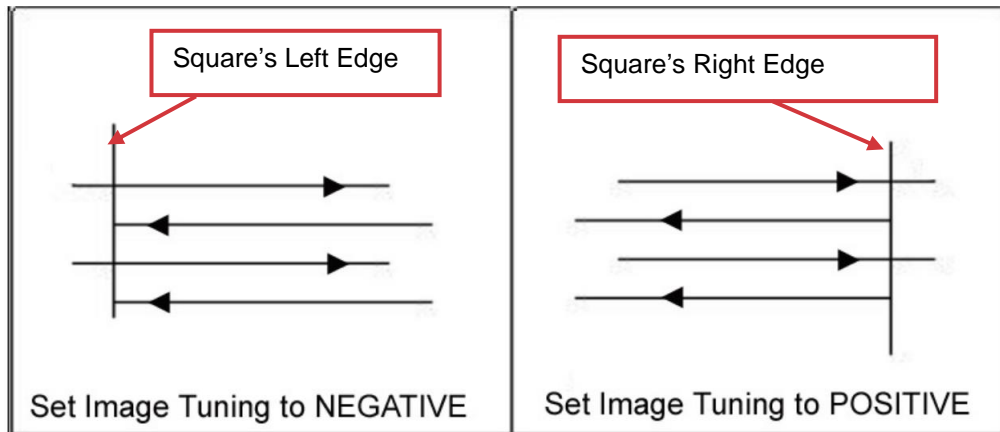 Square’s Left Edge
Set Image Tuning to NEGATIVE
Square’s Right Edge
Set Image Tuning to POSITIVE